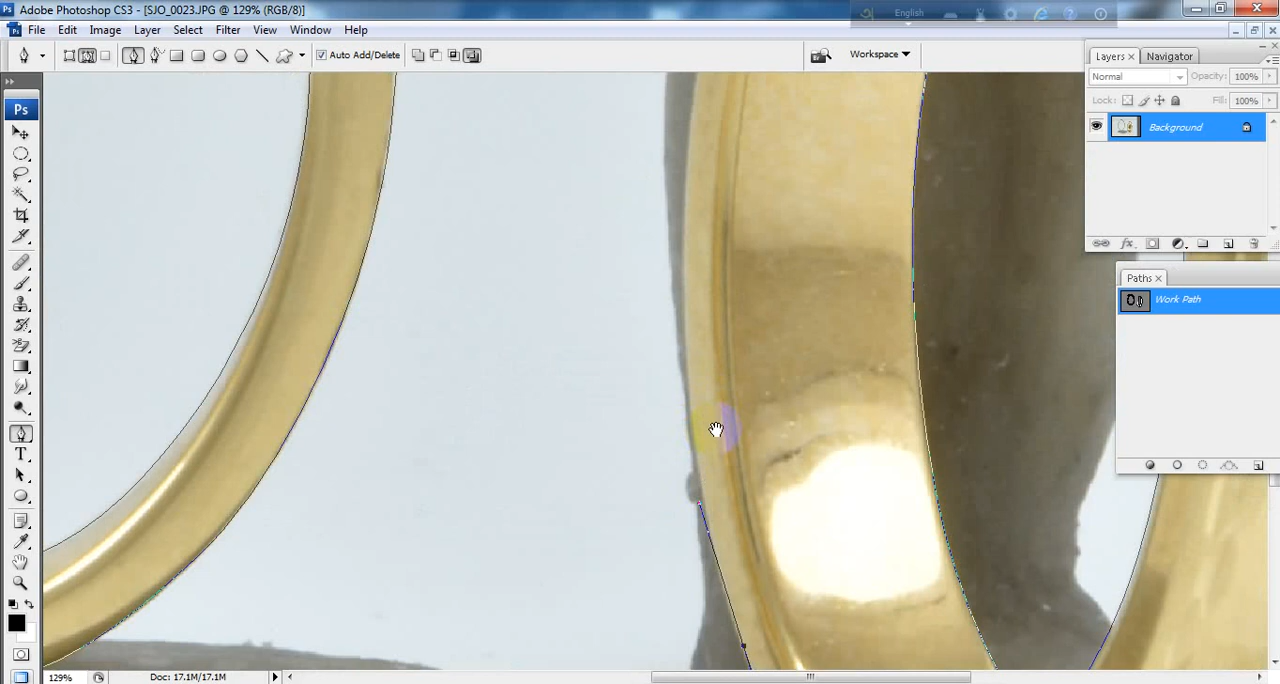 Adobe Photoshop CS3 - [SJO_0023.JPG @ 129% (RGB/8)]
English
File Edit Image Layer Select Filter View Window Help
Auto Add/Delete
Workspace
Layers Navigator
Normal Opacity: 100%
Lock: Fill: 100%
Ps
Background
Paths
Work Path
T
129% Doc: 17.1M/17.1M